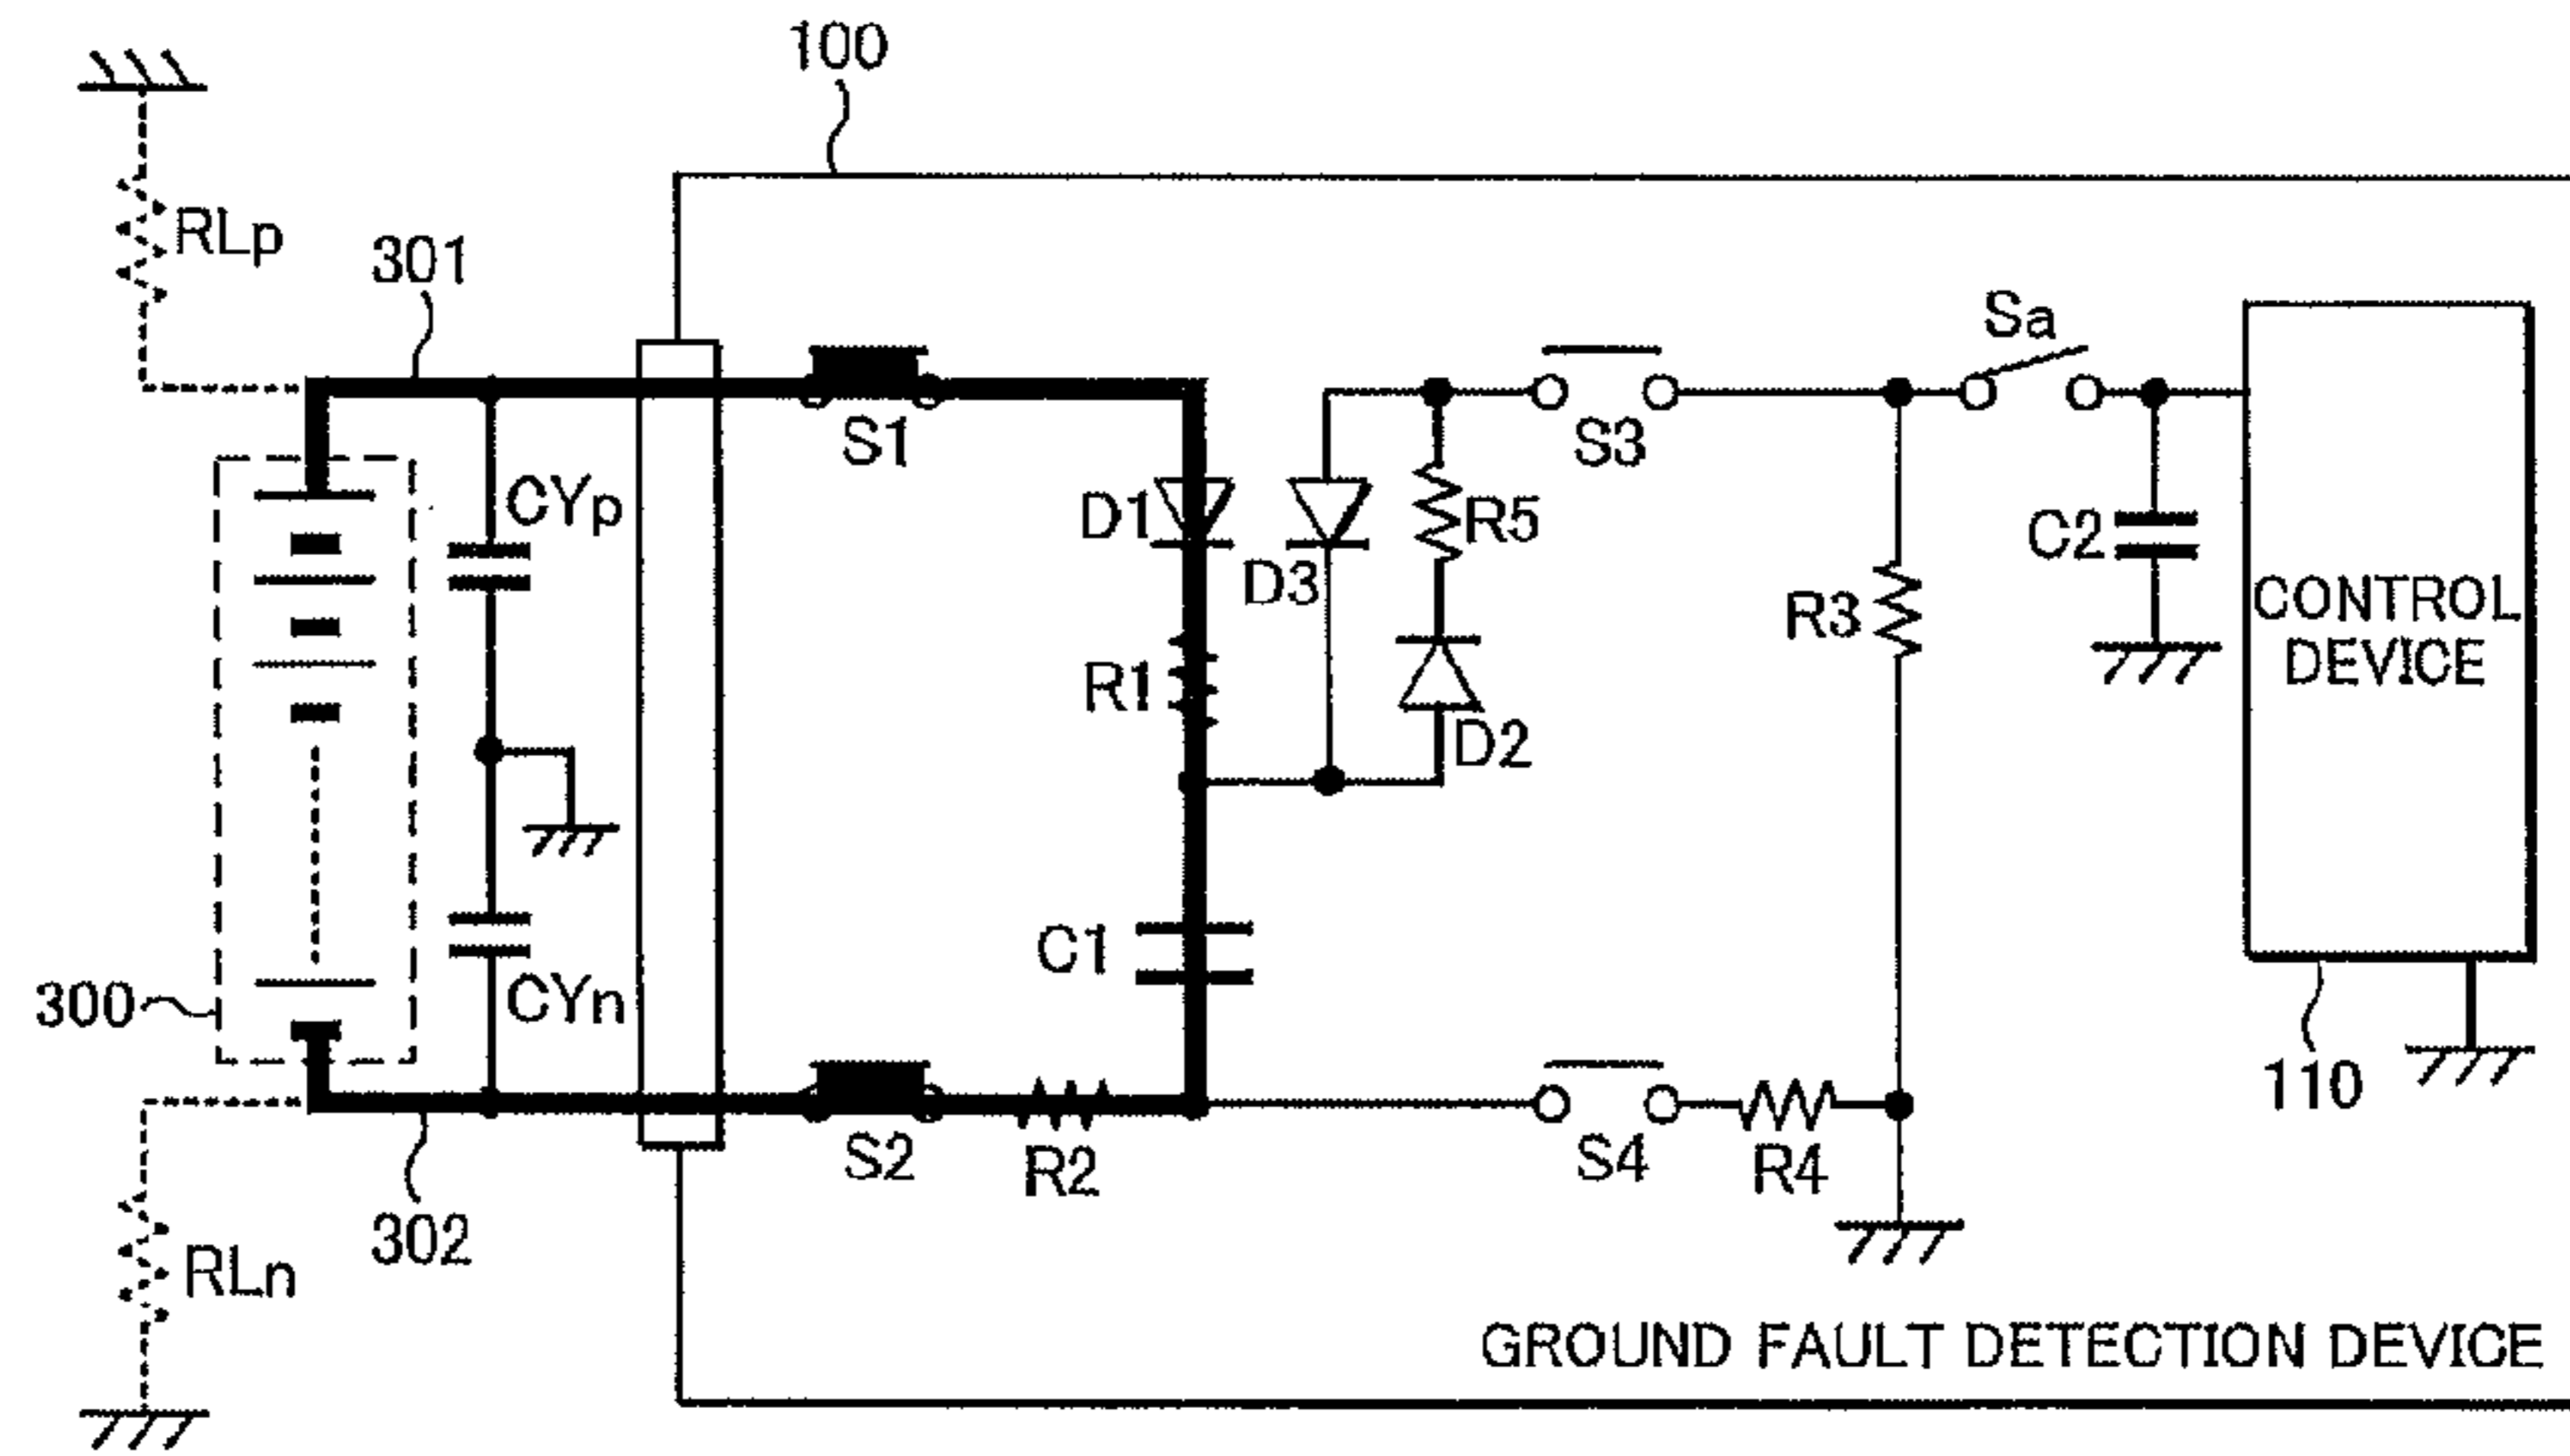 100
RLp
301
Sa
S1
S3
CYp
D1
R5
C2
D3
CONTROL
DEVICE
R3
R1
D2
C1
300
CYn
110
S2
R2
S4
R4
302
RLn
GROUND FAULT DETECTION DEVICE